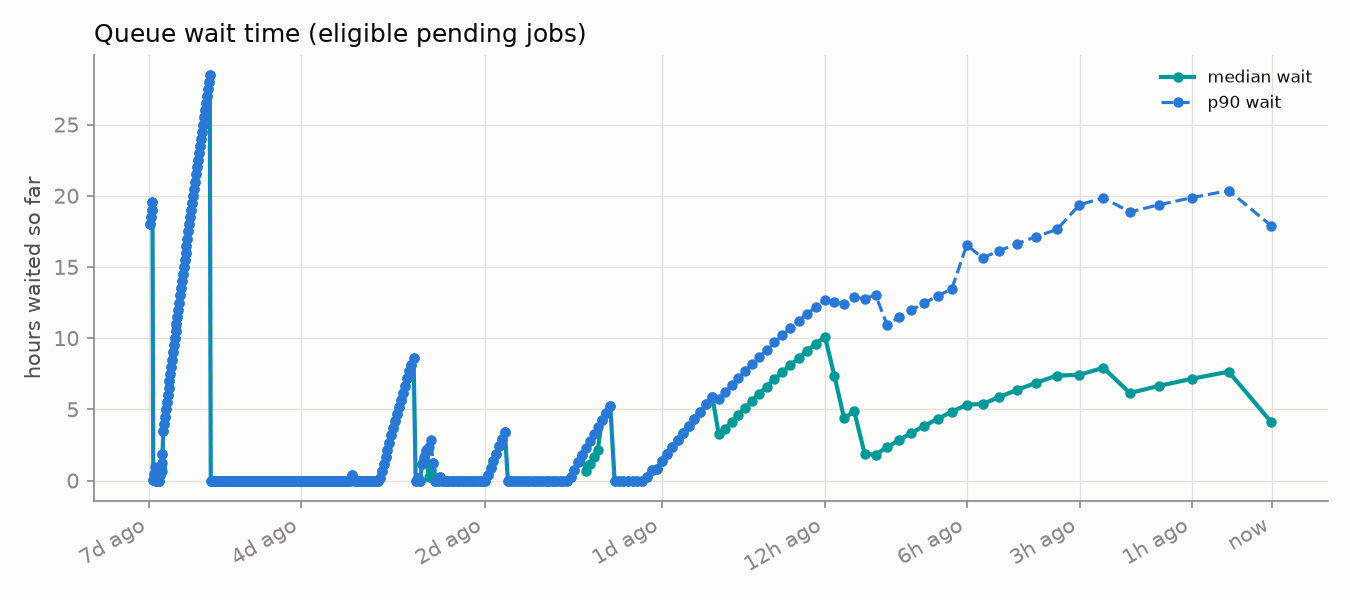 Queue wait time (eligible pending jobs)
median wait
p90 wait
hours waited so far
25
20
15
10
5
0
7d ago
4d ago
2d ago
1d ago
12h ago
6h ago
3h ago
1h ago
now